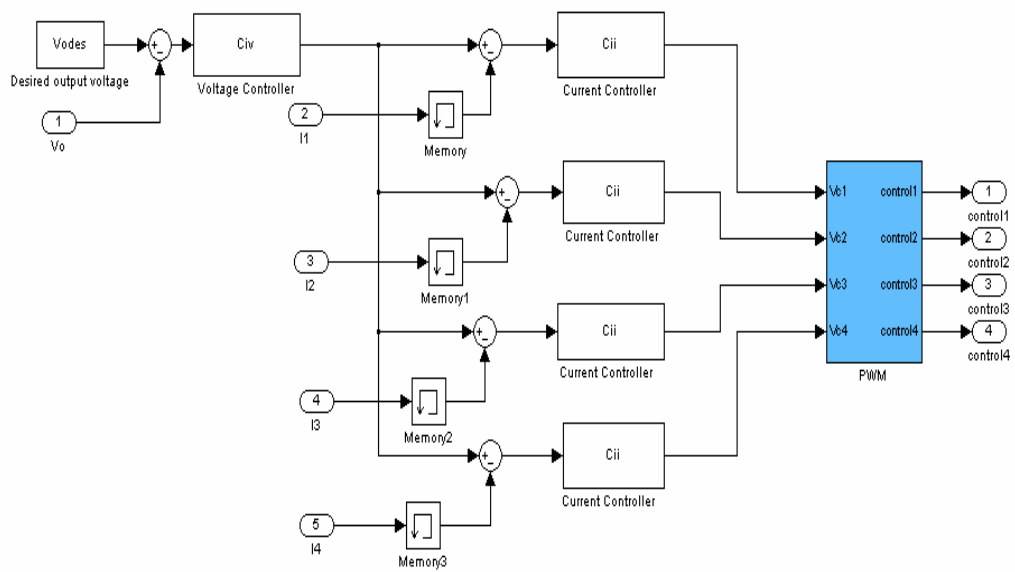 Vodes
Desired output voltage
+
-
Civ
Voltage Controller
1
Vo
+
-
Cii
Current Controller
2
I1
Memory
+
-
Cii
Current Controller
3
I2
Memory1
+
-
Cii
Current Controller
4
I3
Memory2
+
-
Cii
Current Controller
5
I4
Memory3
Vc1
control1
Vc2
control2
Vc3
control3
Vc4
control4
PWM
1
control1
2
control2
3
control3
4
control4